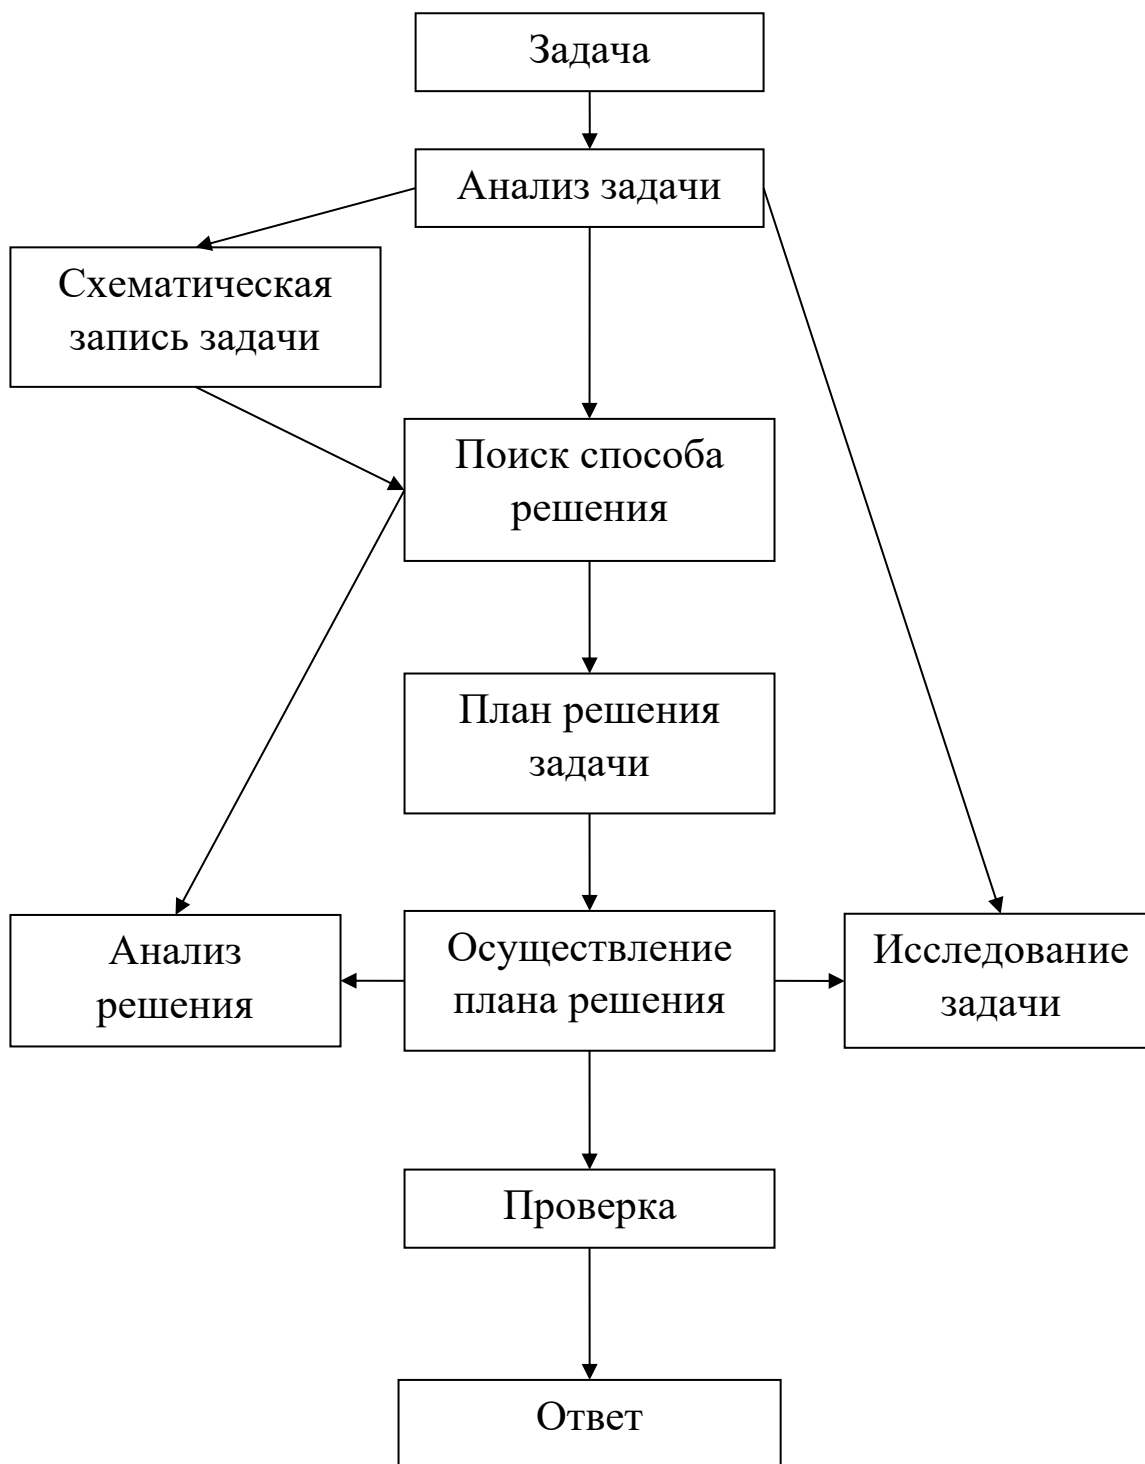 Задача
Анализ задачи
Схематическая
запись задачи
Поиск способа
решения
План решения
задачи
Анализ
решения
Осуществление
плана решения
Исследование
задачи
Проверка
Ответ